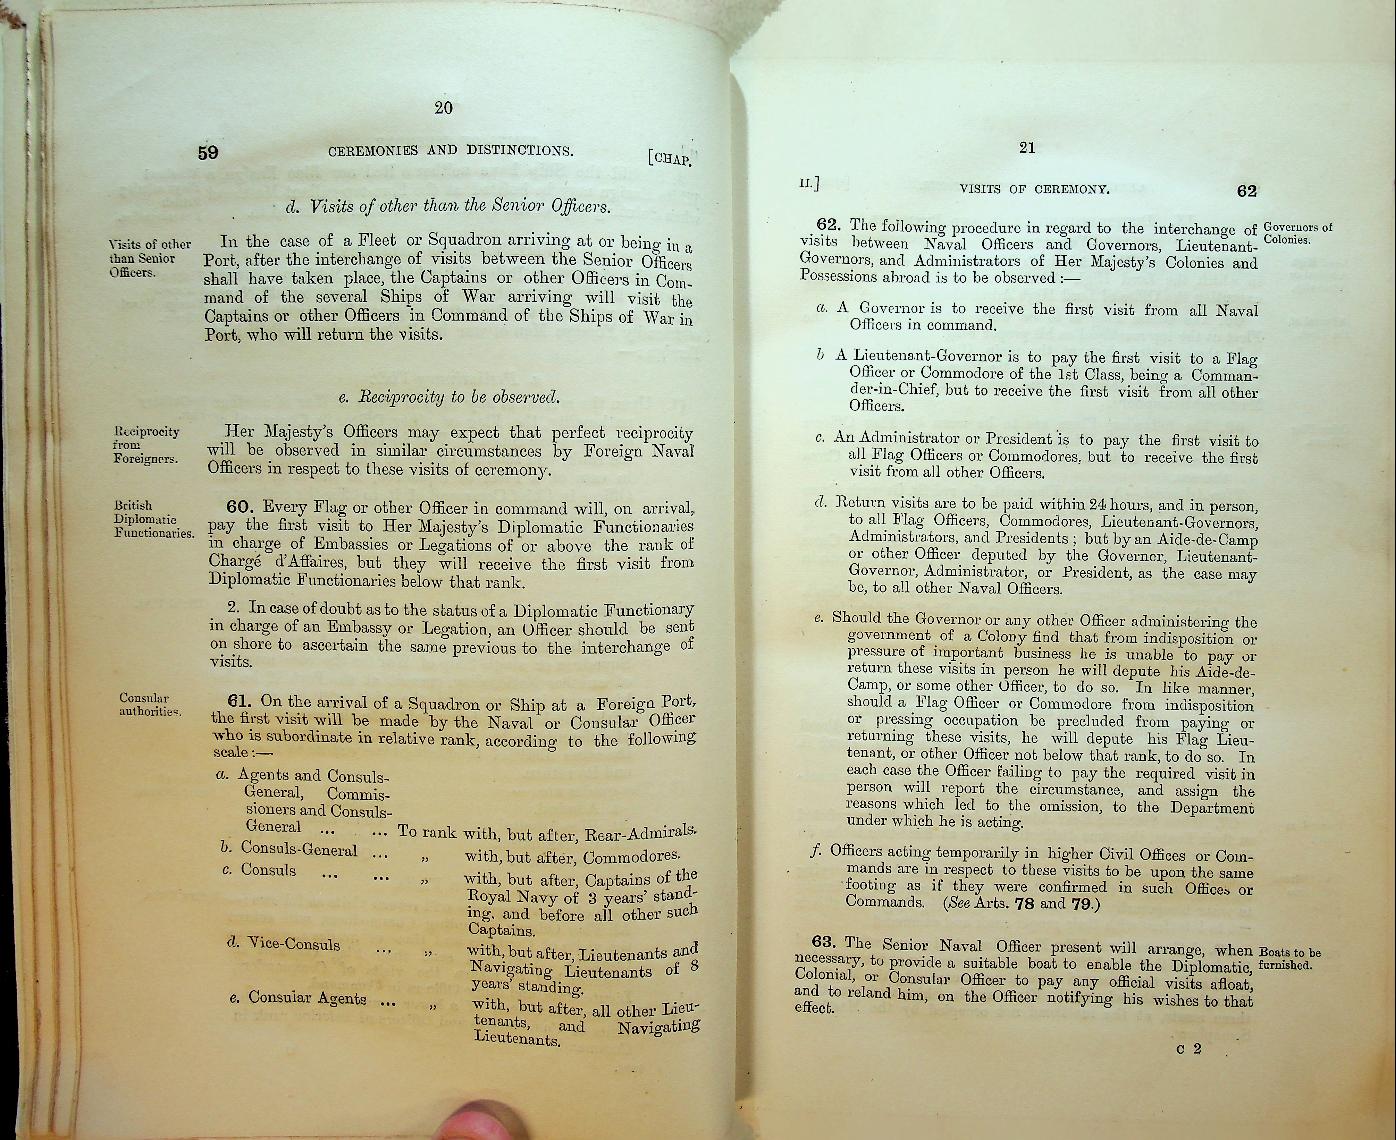 20
59 CEREMONIES AND DISTINCTIONS. [CHAP.
d. Visits of other than the Senior Officers.
Visits of other
than Senior
Officers.
In the case of a Fleet or Squadron arriving at or being in a
Port, after the interchange of visits between the Senior Officers
shall have taken place, the Captains or other Officers in Com-
mand of the several Ships of War arriving will visit the
Captains or other Officers in Command of the Ships of War in
Port, who will return the visits.
e. Reciprocity to be observed.
Reciprocity
from
Foreigners.
Her Majesty's Officers may expect that perfect reciprocity
will be observed in similar circumstances by Foreign Naval
Officers in respect to these visits of ceremony.
British
Diplomatic
Functionaries.
60. Every Flag or other Officer in command will, on arrival,
pay the first visit to Her Majesty's Diplomatic Functionaries
in charge of Embassies or Legations of or above the rank of
Chargé d'Affaires, but they will receive the first visit from
Diplomatic Functionaries below that rank.
2. In case of doubt as to the status of a Diplomatic Functionary
in charge of an Embassy or Legation, an Officer should be sent
on shore to ascertain the same previous to the interchange of
visits.
Consular
authorities.
61. On the arrival of a Squadron or Ship at a Foreign Port,
the first visit will be made by the Naval or Consular Officer
who is subordinate in relative rank, according to the following
scale :—
a. Agents and Consuls-
General, Commis-
sioners and Consuls-
General ... ... To rank with, but after, Rear-Admirals.
b. Consuls-General ... „ with, but after, Commodores.
c. Consuls ... ... „ with, but after, Captains of the
Royal Navy of 3 years' stand-
ing, and before all other such
Captains.
d. Vice-Consuls ... „ with, but after, Lieutenants and
Navigating Lieutenants of 8
years' standing.
e. Consular Agents ... „ with, but after, all other Lieu-
tenants, and Navigating
Lieutenants.
21
II.] VISITS OF CEREMONY. 62
62. The following procedure in regard to the interchange of
visits between Naval Officers and Governors, Lieutenant-
Governors, and Administrators of Her Majesty's Colonies and
Possessions abroad is to be observed :—
Governors of
Colonies.
a. A Governor is to receive the first visit from all Naval
Officers in command.
b A Lieutenant-Governor is to pay the first visit to a Flag
Officer or Commodore of the 1st Class, being a Comman-
der-in-Chief, but to receive the first visit from all other
Officers.
c. An Administrator or President is to pay the first visit to
all Flag Officers or Commodores, but to receive the first
visit from all other Officers.
d. Return visits are to be paid within 24 hours, and in person,
to all Flag Officers, Commodores, Lieutenant-Governors,
Administrators, and Presidents ; but by an Aide-de-Camp
or other Officer deputed by the Governor, Lieutenant-
Governor, Administrator, or President, as the case may
be, to all other Naval Officers.
e. Should the Governor or any other Officer administering the
government of a Colony find that from indisposition or
pressure of important business he is unable to pay or
return these visits in person he will depute his Aide-de-
Camp, or some other Officer, to do so. In like manner,
should a Flag Officer or Commodore from indisposition
or pressing occupation be precluded from paying or
returning these visits, he will depute his Flag Lieu-
tenant, or other Officer not below that rank, to do so. In
each case the Officer failing to pay the required visit in
person will report the circumstance, and assign the
reasons which led to the omission, to the Department
under which he is acting.
f. Officers acting temporarily in higher Civil Offices or Com-
mands are in respect to these visits to be upon the same
footing as if they were confirmed in such Offices or
Commands. (See Arts. 78 and 79.)
63. The Senior Naval Officer present will arrange, when
necessary, to provide a suitable boat to enable the Diplomatic,
Colonial, or Consular Officer to pay any official visits afloat,
and to reland him, on the Officer notifying his wishes to that
effect.
Boats to be
furnished.
C 2